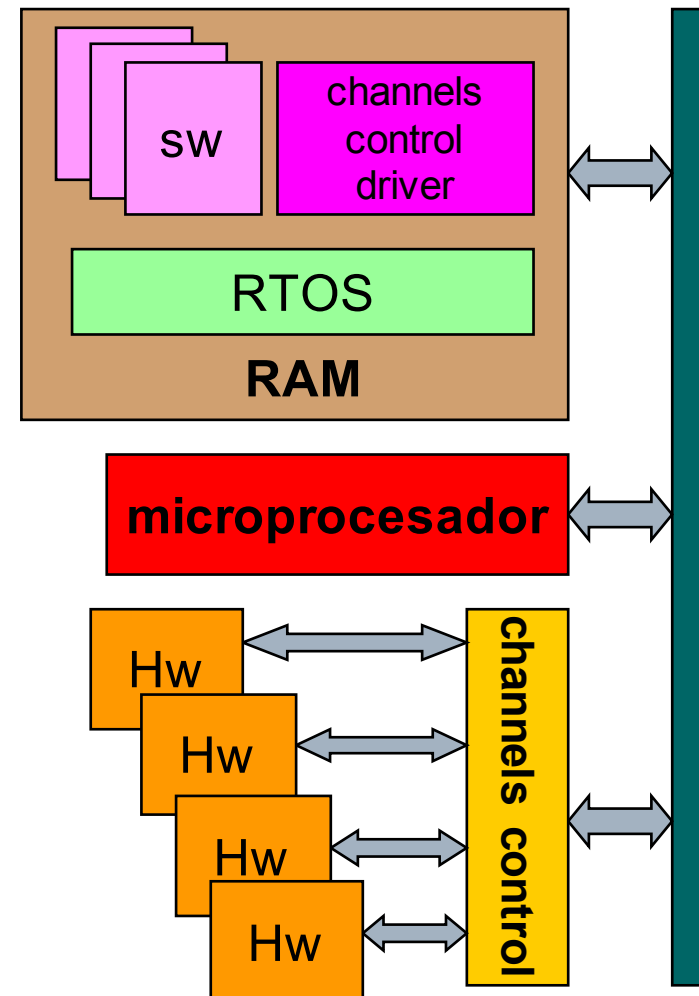 sw
channels
control
driver
RTOS
RAM
microprocesador
Hw
Hw
Hw
Hw
channels control